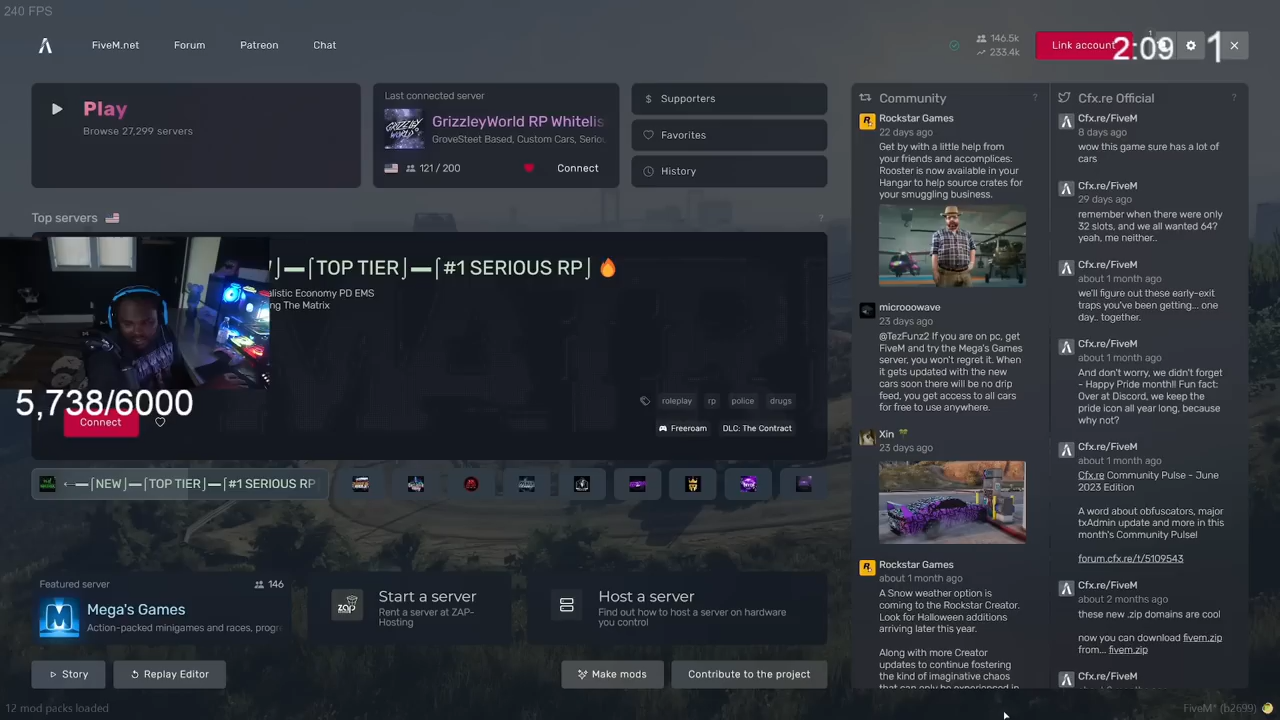 240 FPS
FiveM.net
Forum
Patreon
Chat
146.5k
233.4k
Link account
2:09
1
1
Play
Browse 27,299 servers
Last connected server
GrizzleyWorld RP Whitelis
GroveSteet Based, Custom Cars, Seriou
121 / 200
Connect
$ Supporters
Favorites
History
Top servers
?
⌋▬⌈TOP TIER⌋▬⌈#1 SERIOUS RP⌋🔥
alistic Economy PD EMS
ng The Matrix
5,738/6000
Connect
roleplay
rp
police
drugs
Freeroam
DLC: The Contract
←▬⌈NEW⌋▬⌈TOP TIER⌋▬⌈#1 SERIOUS RP
Featured server
146
Mega's Games
Action-packed minigames and races, progre
ZAP
Start a server
Rent a server at ZAP-
Hosting
Host a server
Find out how to host a server on hardware
you control
Story
Replay Editor
Make mods
Contribute to the project
12 mod packs loaded
Community
?
Rockstar Games
22 days ago
Get by with a little help from
your friends and accomplices:
Rooster is now available in your
Hangar to help source crates for
your smuggling business.
microoowave
23 days ago
@TezFunz2 If you are on pc, get
FiveM and try the Mega's Games
server, you won't regret it. When
it gets updated with the new
cars soon there will be no drip
feed, you get access to all cars
for free to use anywhere.
Xin 🌴
23 days ago
Rockstar Games
about 1 month ago
A Snow weather option is
coming to the Rockstar Creator.
Look for Halloween additions
arriving later this year.
Along with more Creator
updates to continue fostering
the kind of imaginative chaos
that can only be experienced in
Cfx.re Official
?
Cfx.re/FiveM
8 days ago
wow this game sure has a lot of
cars
Cfx.re/FiveM
29 days ago
remember when there were only
32 slots, and we all wanted 64?
yeah, me neither..
Cfx.re/FiveM
about 1 month ago
we'll figure out these early-exit
traps you've been getting... one
day.. together.
Cfx.re/FiveM
about 1 month ago
And don't worry, we didn't forget
- Happy Pride month!! Fun fact:
Over at Discord, we keep the
pride icon all year long, because
why not?
Cfx.re/FiveM
about 1 month ago
Cfx.re Community Pulse - June
2023 Edition
A word about obfuscators, major
txAdmin update and more in this
month's Community Pulse!
forum.cfx.re/t/5109543
Cfx.re/FiveM
about 2 months ago
these new .zip domains are cool
now you can download fivem.zip
from... fivem.zip
Cfx.re/FiveM
FiveM* (b2699)